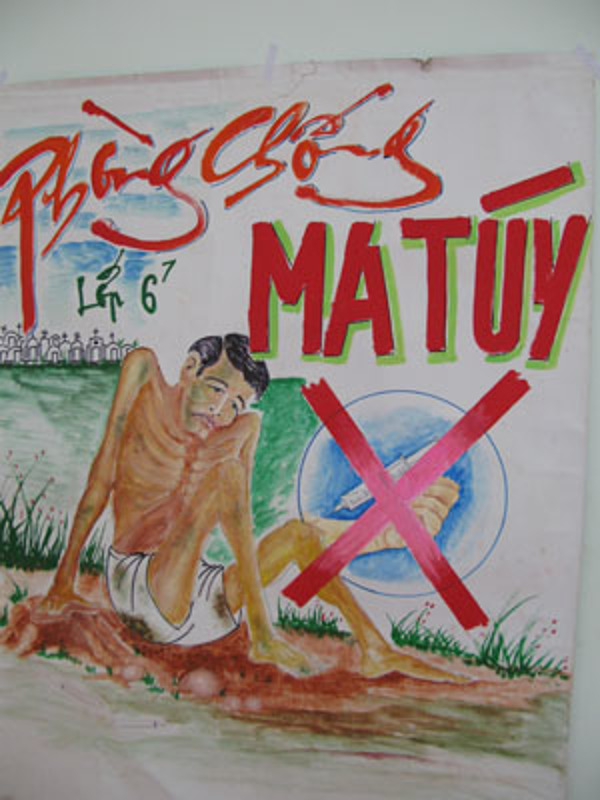 Phòng Chống
MA TÚY
Lớp 6⁷